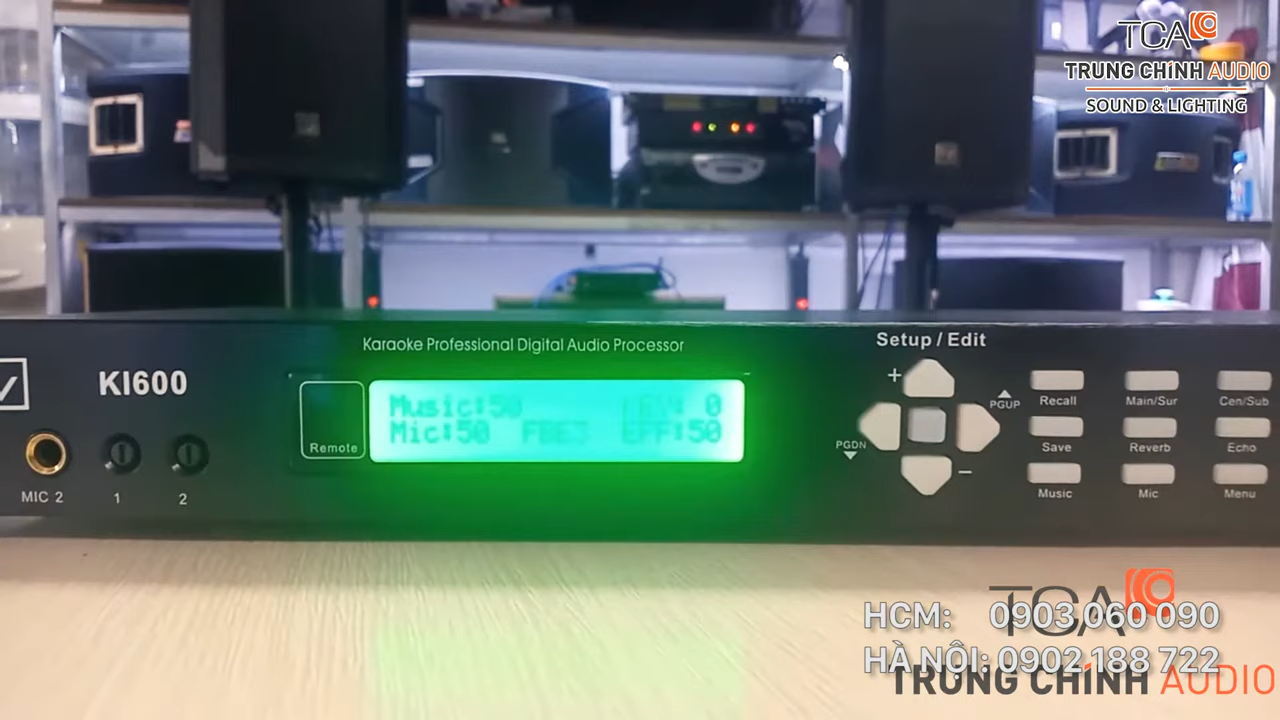 TCA
TRUNG CHÍNH AUDIO
SOUND & LIGHTING
Karaoke Professional Digital Audio Processor
Setup / Edit
KI600
Remote
Music:50 0
Mic:50 EFF:50
+
PGUP
PGDN
−
Recall Main/Sur Cen/Sub
Save Reverb Echo
Music Mic Menu
MIC 2 1 2
TCA
HCM: 0903 060 090
HÀ NỘI: 0902 188 722
TRUNG CHÍNH AUDIO